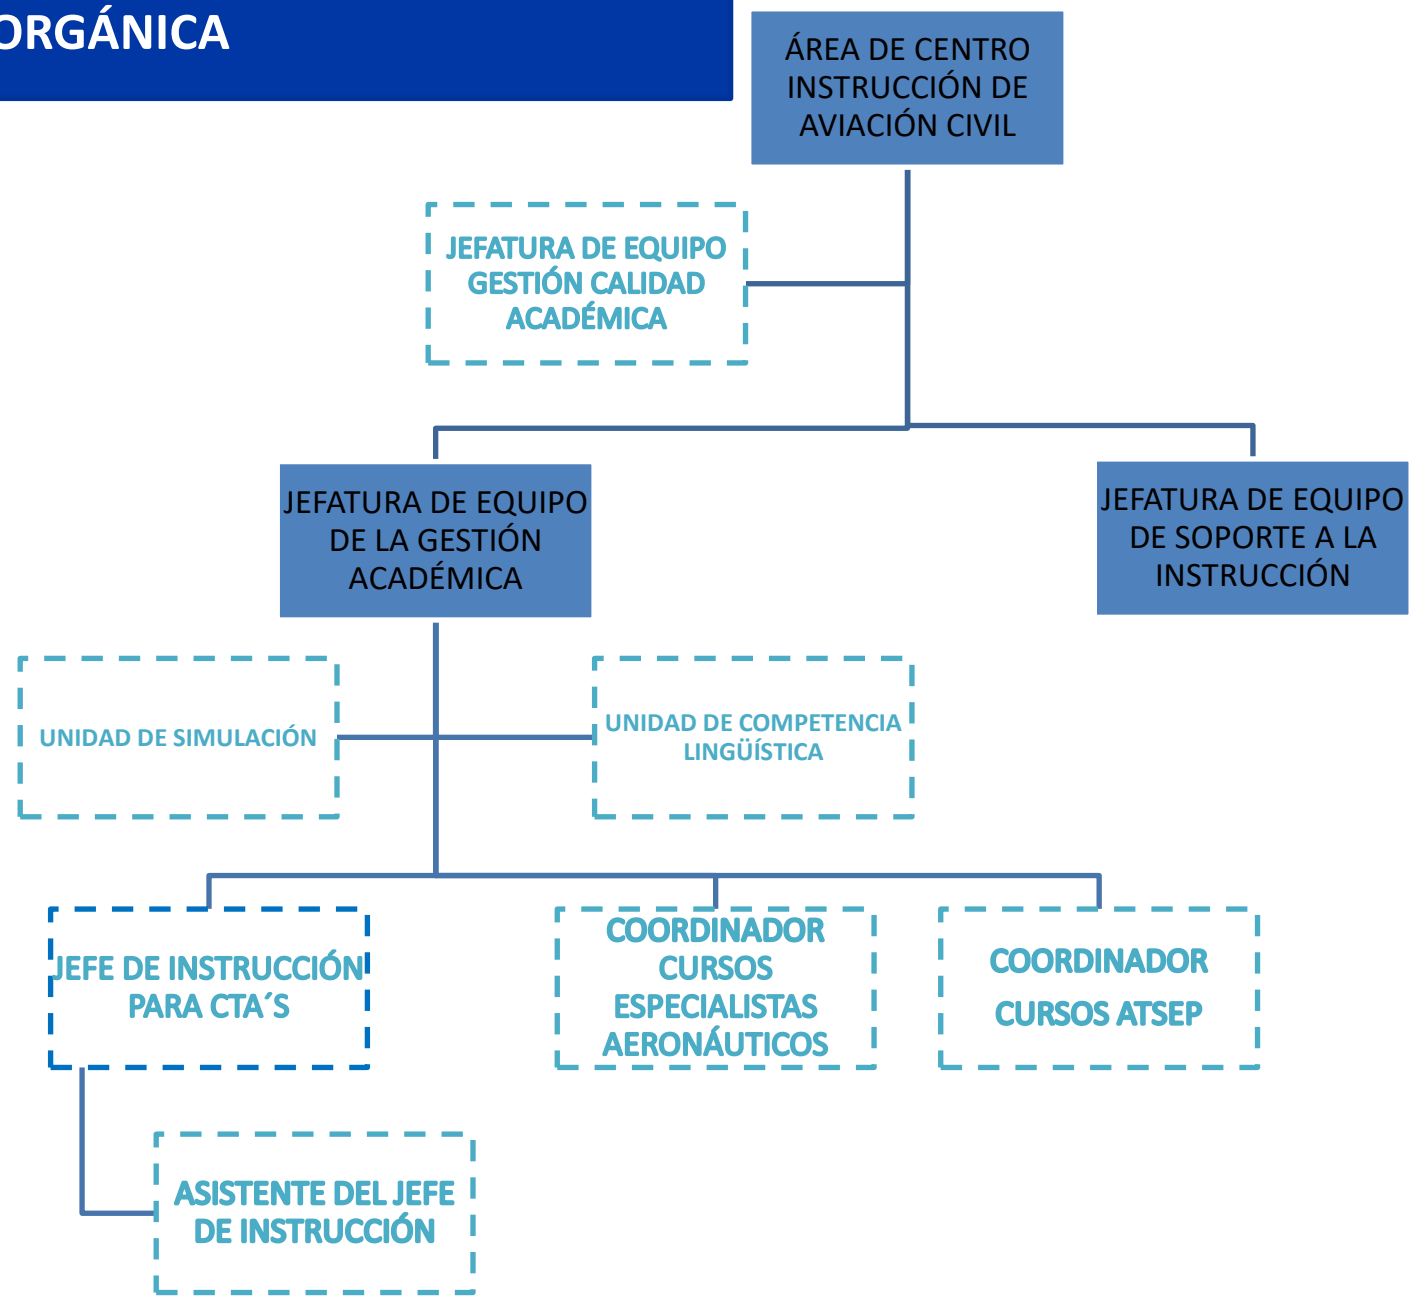 ORGÁNICA
ÁREA DE CENTRO
INSTRUCCIÓN DE
AVIACIÓN CIVIL
JEFATURA DE EQUIPO
GESTIÓN CALIDAD
ACADÉMICA
JEFATURA DE EQUIPO
DE LA GESTIÓN
ACADÉMICA
JEFATURA DE EQUIPO
DE SOPORTE A LA
INSTRUCCIÓN
UNIDAD DE SIMULACIÓN
UNIDAD DE COMPETENCIA
LINGÜÍSTICA
JEFE DE INSTRUCCIÓN
PARA CTA´S
COORDINADOR
CURSOS
ESPECIALISTAS
AERONÁUTICOS
COORDINADOR
CURSOS ATSEP
ASISTENTE DEL JEFE
DE INSTRUCCIÓN